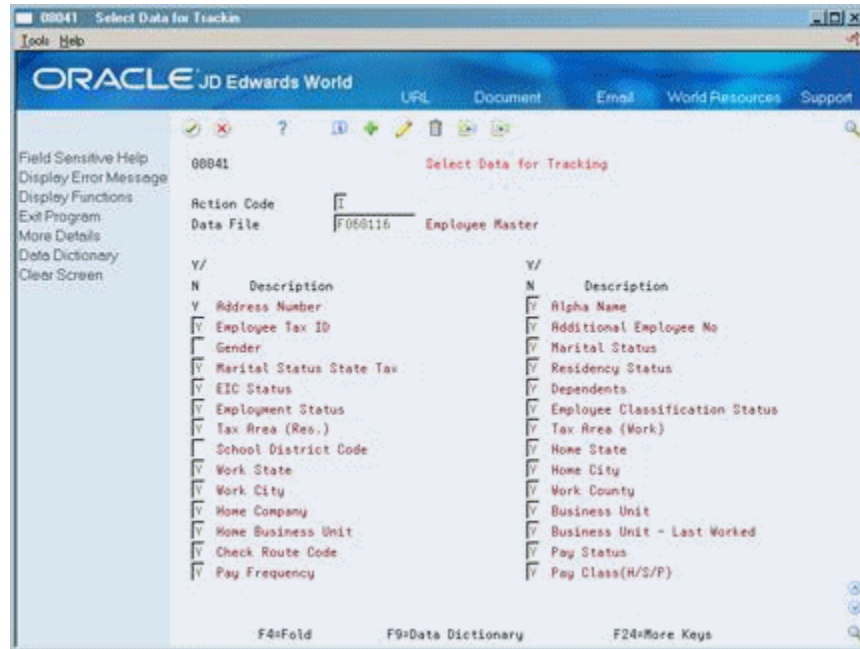 08041 Select Data for Trackin
Tools Help
ORACLE JD Edwards World
URL Document Email World Resources Support
Field Sensitive Help
Display Error Message
Display Functions
Exit Program
More Details
Data Dictionary
Clear Screen
08041 Select Data for Tracking
Action Code I
Data File F060116 Employee Master
Y/ Y/
N Description N Description
Y Address Number Y Alpha Name
Y Employee Tax ID Y Additional Employee No
Gender Y Marital Status
Y Marital Status State Tax Y Residency Status
Y EIC Status Y Dependents
Y Employment Status Y Employee Classification Status
Y Tax Area (Res.) Y Tax Area (Work)
School District Code Y Home State
Y Work State Y Home City
Y Work City Y Work County
Y Home Company Y Business Unit
Y Home Business Unit Y Business Unit - Last Worked
Y Check Route Code Y Pay Status
Y Pay Frequency Y Pay Class(H/S/P)
F4=Fold F9=Data Dictionary F24=More Keys